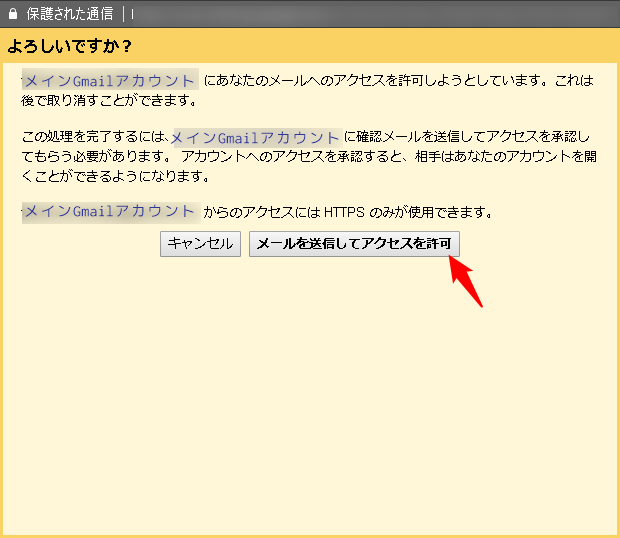 保護された通信
よろしいですか？
メインGmailアカウント にあなたのメールへのアクセスを許可しようとしています。これは
後で取り消すことができます。
この処理を完了するには、メインGmailアカウント に確認メールを送信してアクセスを承認し
てもらう必要があります。 アカウントへのアクセスを承認すると、相手はあなたのアカウントを開
くことができるようになります。
メインGmailアカウント からのアクセスには HTTPS のみが使用できます。
キャンセル メールを送信してアクセスを許可